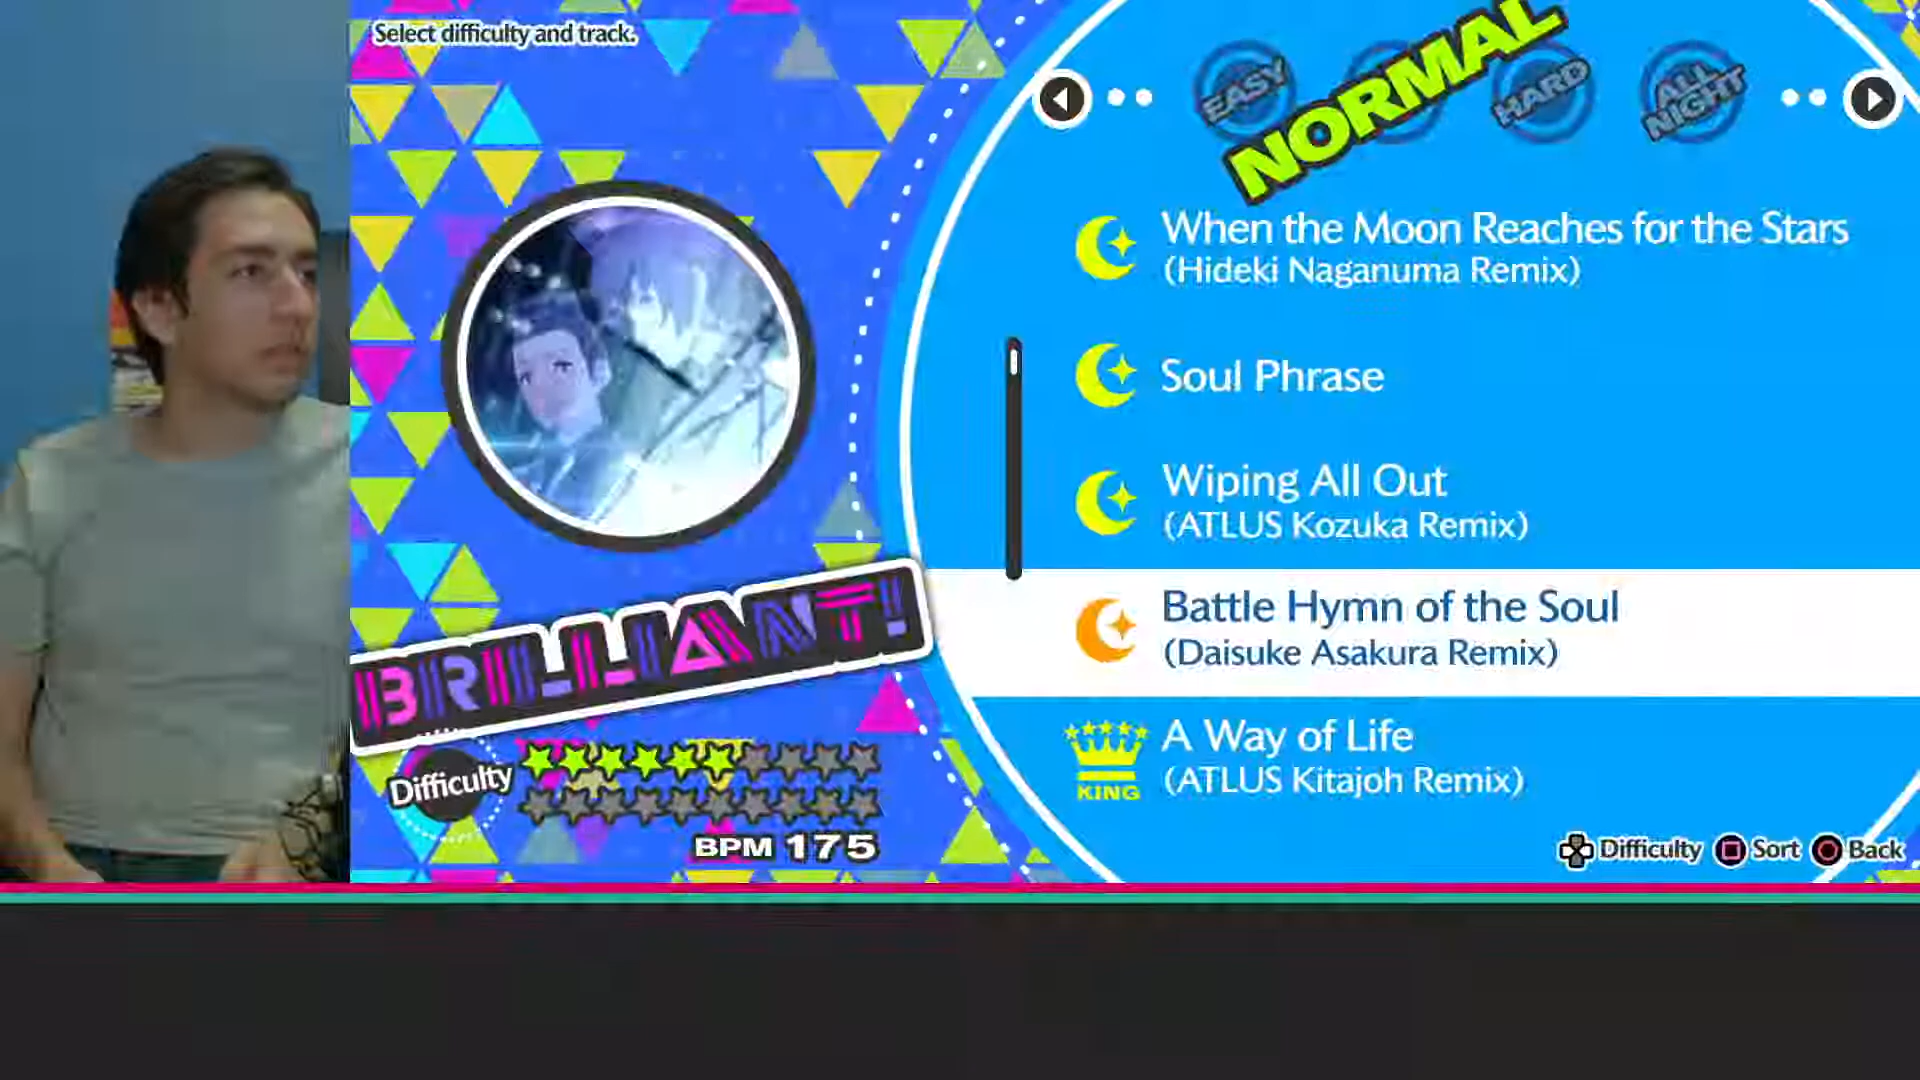 Select difficulty and track.
EASY
NORMAL
HARD
ALL NIGHT
When the Moon Reaches for the Stars
(Hideki Naganuma Remix)
Soul Phrase
Wiping All Out
(ATLUS Kozuka Remix)
Battle Hymn of the Soul
(Daisuke Asakura Remix)
KING
A Way of Life
(ATLUS Kitajoh Remix)
BRILLIANT!
Difficulty
BPM 175
Difficulty Sort Back